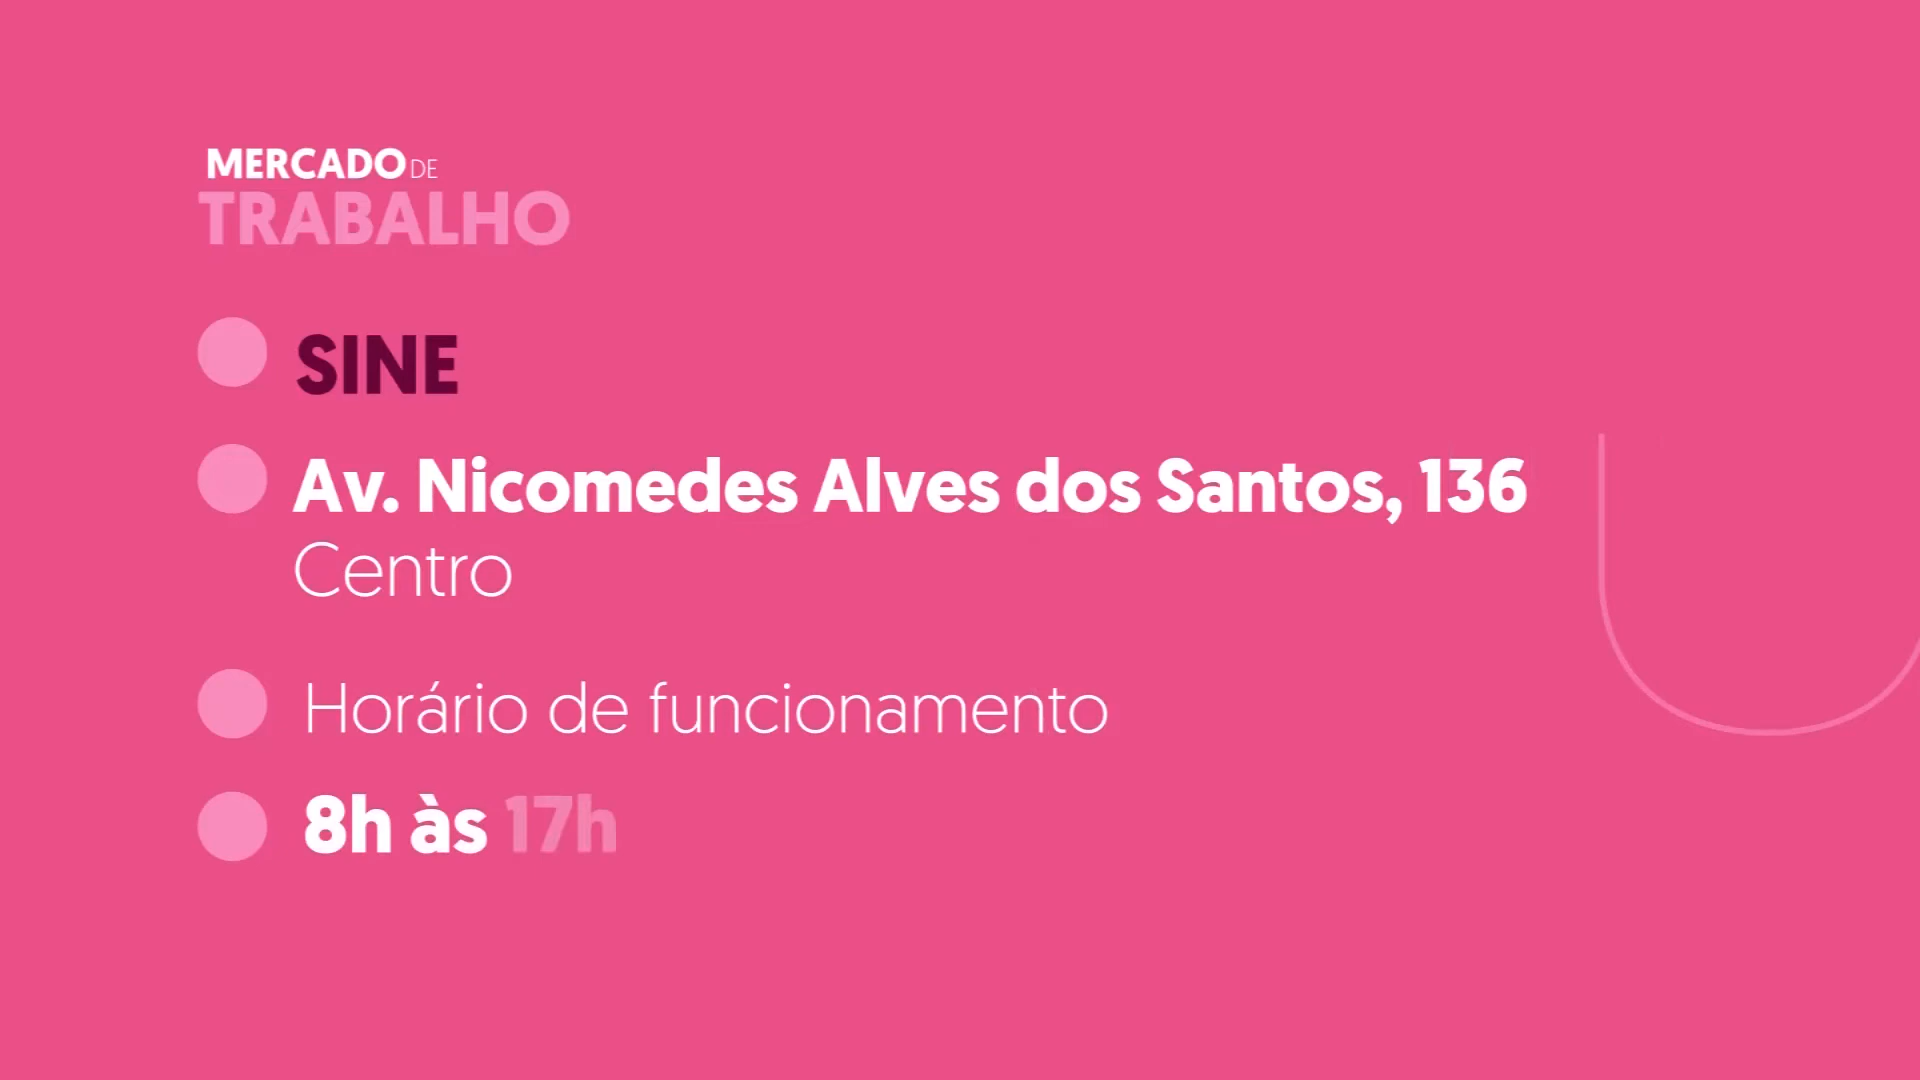 MERCADO DE
TRABALHO
SINE
Av. Nicomedes Alves dos Santos, 136
Centro
Horário de funcionamento
8h às 17h